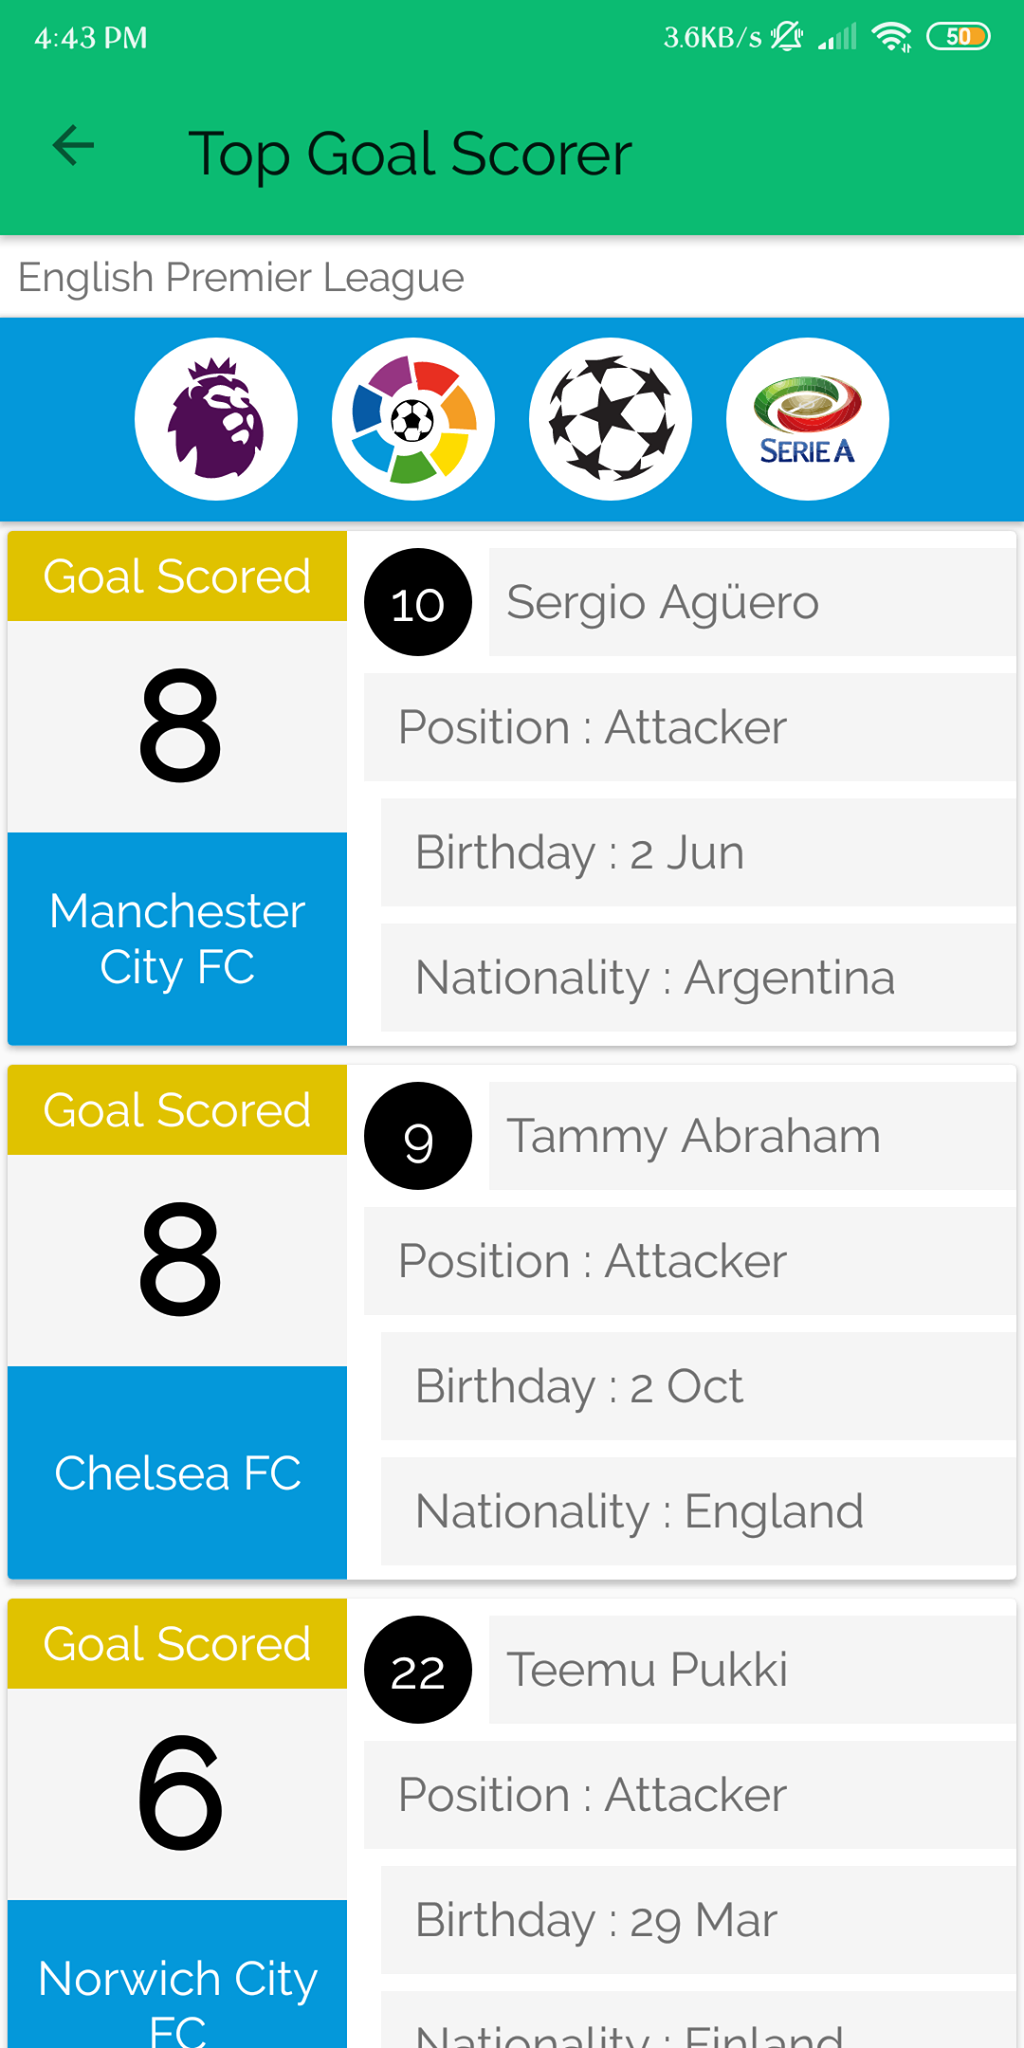 4:43 PM
3.6KB/s
50
Top Goal Scorer
English Premier League
SERIE A
Goal Scored
8
Manchester
City FC
10
Sergio Agüero
Position : Attacker
Birthday : 2 Jun
Nationality : Argentina
Goal Scored
8
Chelsea FC
9
Tammy Abraham
Position : Attacker
Birthday : 2 Oct
Nationality : England
Goal Scored
6
Norwich City
FC
22
Teemu Pukki
Position : Attacker
Birthday : 29 Mar
Nationality : Finland